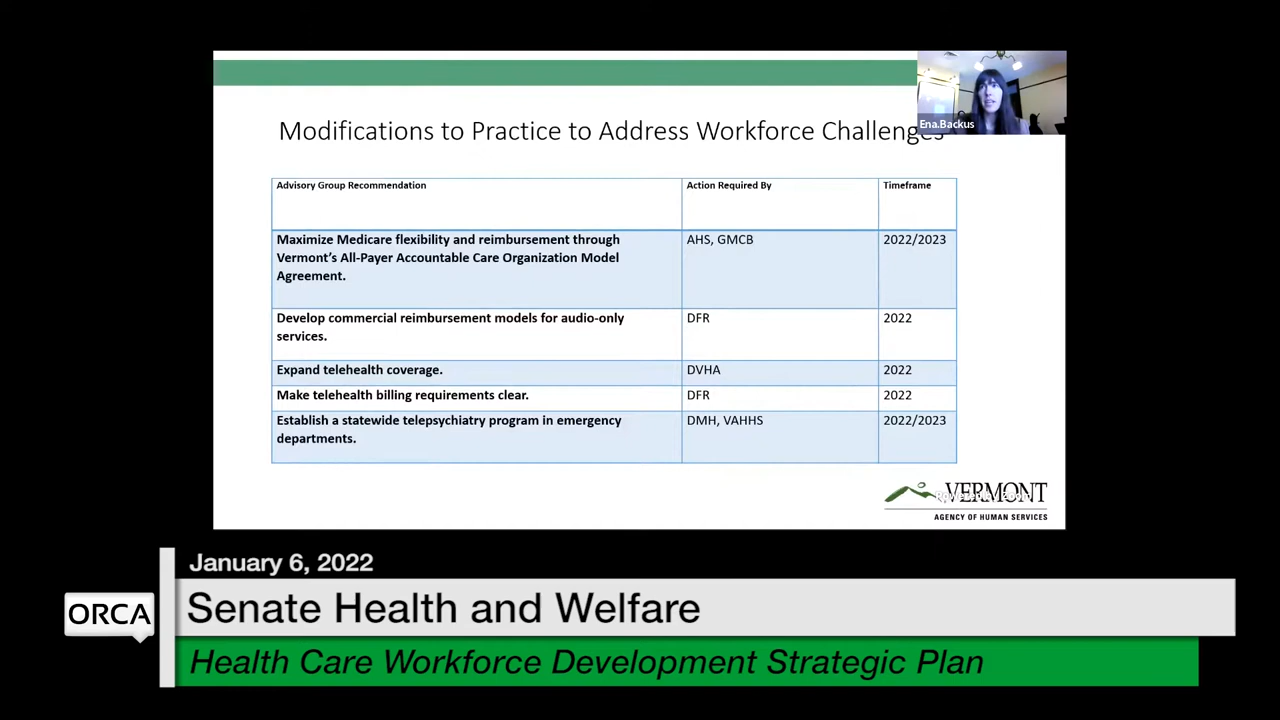 Ena.Backus
Modifications to Practice to Address Workforce Challenges
Advisory Group Recommendation
Action Required By
Timeframe
Maximize Medicare flexibility and reimbursement through
Vermont's All-Payer Accountable Care Organization Model
Agreement.
AHS, GMCB
2022/2023
Develop commercial reimbursement models for audio-only
services.
DFR
2022
Expand telehealth coverage.
DVHA
2022
Make telehealth billing requirements clear.
DFR
2022
Establish a statewide telepsychiatry program in emergency
departments.
DMH, VAHHS
2022/2023
VERMONT
AGENCY OF HUMAN SERVICES
January 6, 2022
ORCA
Senate Health and Welfare
Health Care Workforce Development Strategic Plan